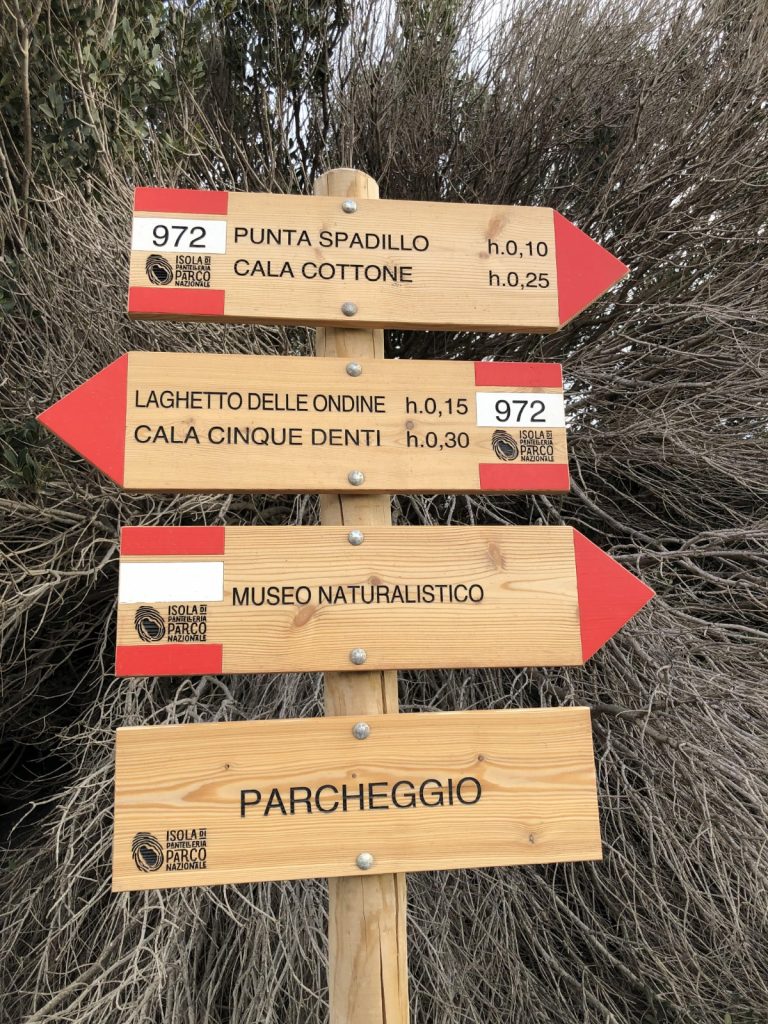 972
PUNTA SPADILLO h.0,10
CALA COTTONE h.0,25
ISOLA DI
PANTELLERIA
PARCO
NAZIONALE
LAGHETTO DELLE ONDINE h.0,15
CALA CINQUE DENTI h.0,30
972
ISOLA DI
PANTELLERIA
PARCO
NAZIONALE
MUSEO NATURALISTICO
ISOLA DI
PANTELLERIA
PARCO
NAZIONALE
PARCHEGGIO
ISOLA DI
PANTELLERIA
PARCO
NAZIONALE